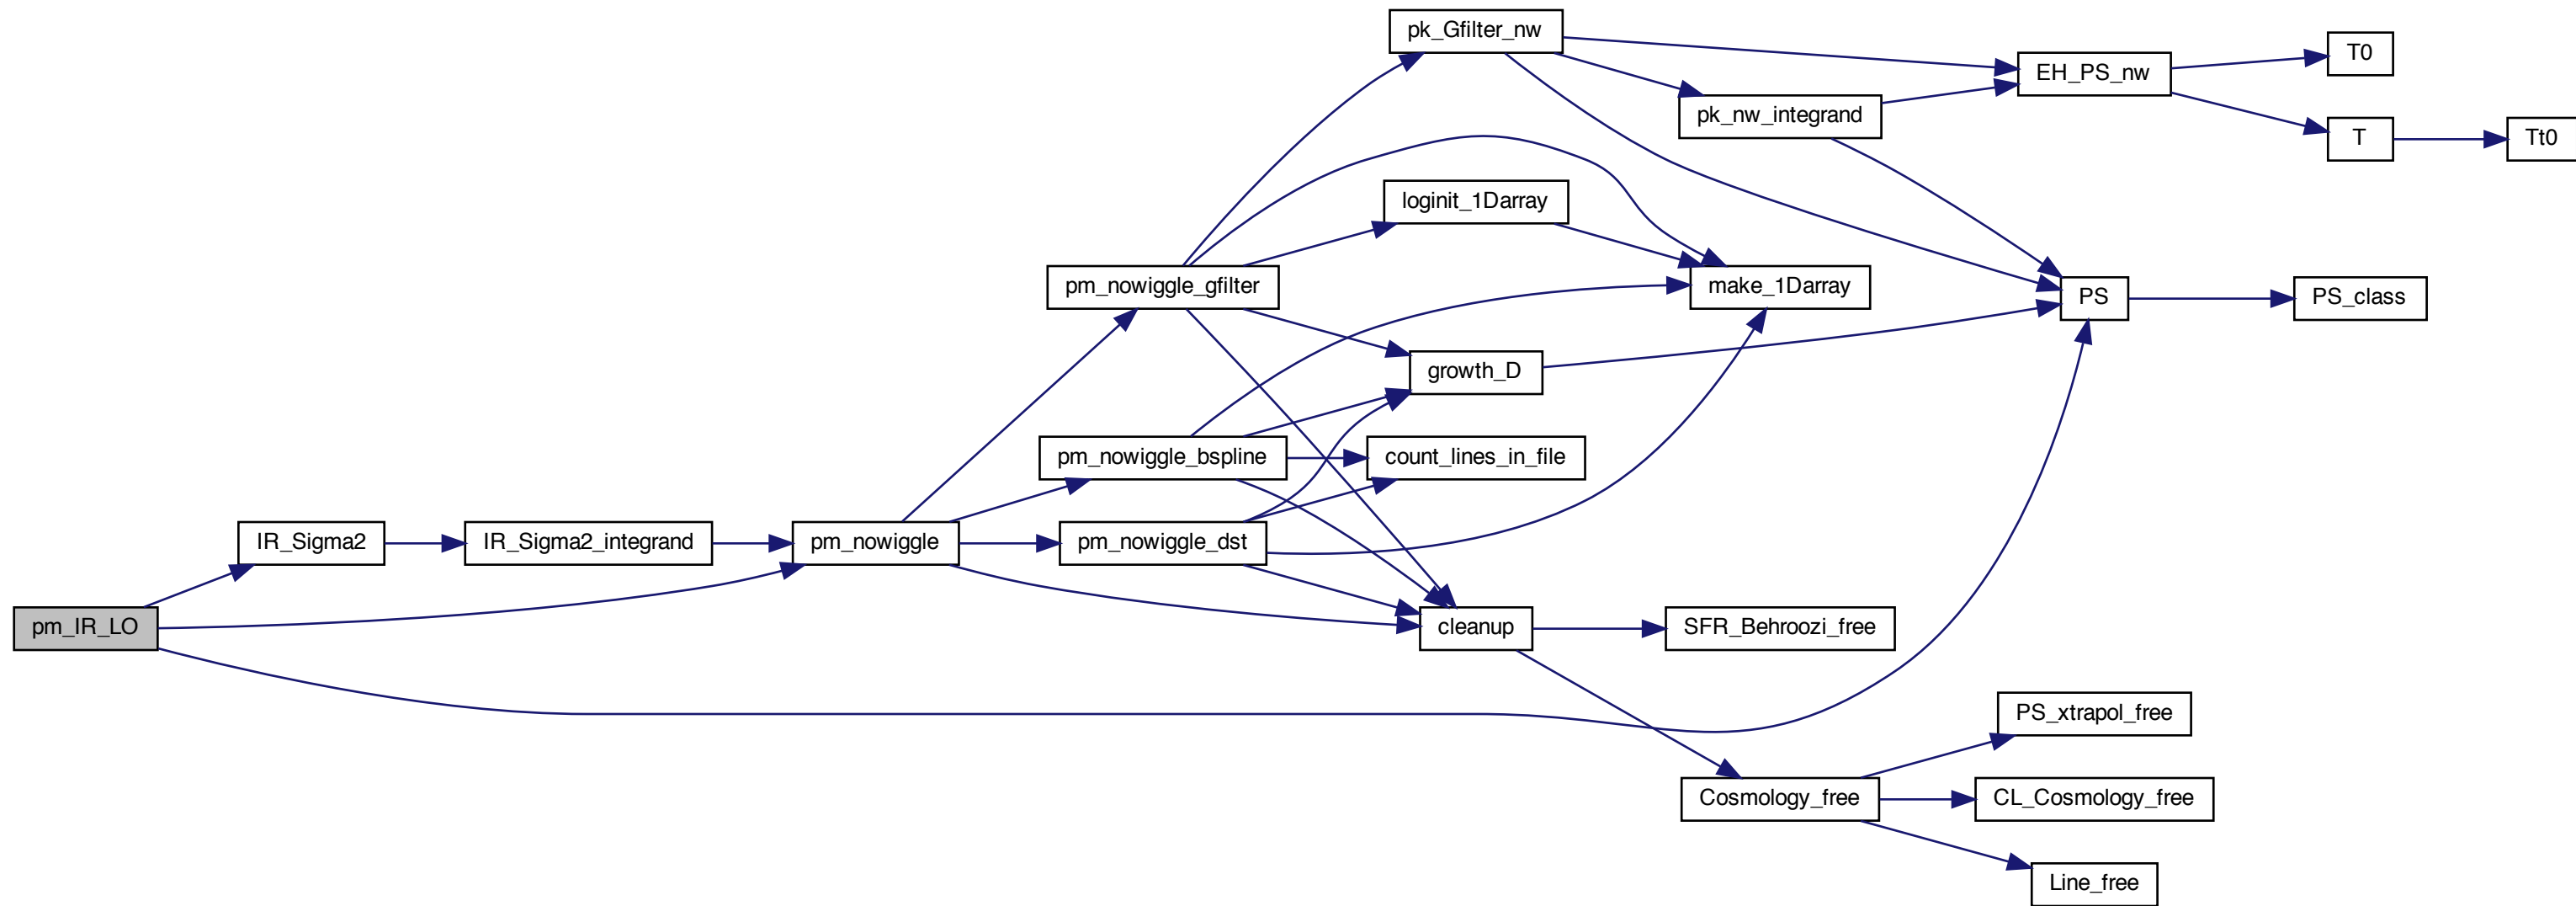 pk_Gfilter_nw
T0
EH_PS_nw
pk_nw_integrand
T
Tt0
loginit_1Darray
pm_nowiggle_gfilter
make_1Darray
PS
PS_class
growth_D
pm_nowiggle_bspline
count_lines_in_file
IR_Sigma2
IR_Sigma2_integrand
pm_nowiggle
pm_nowiggle_dst
pm_IR_LO
cleanup
SFR_Behroozi_free
PS_xtrapol_free
Cosmology_free
CL_Cosmology_free
Line_free